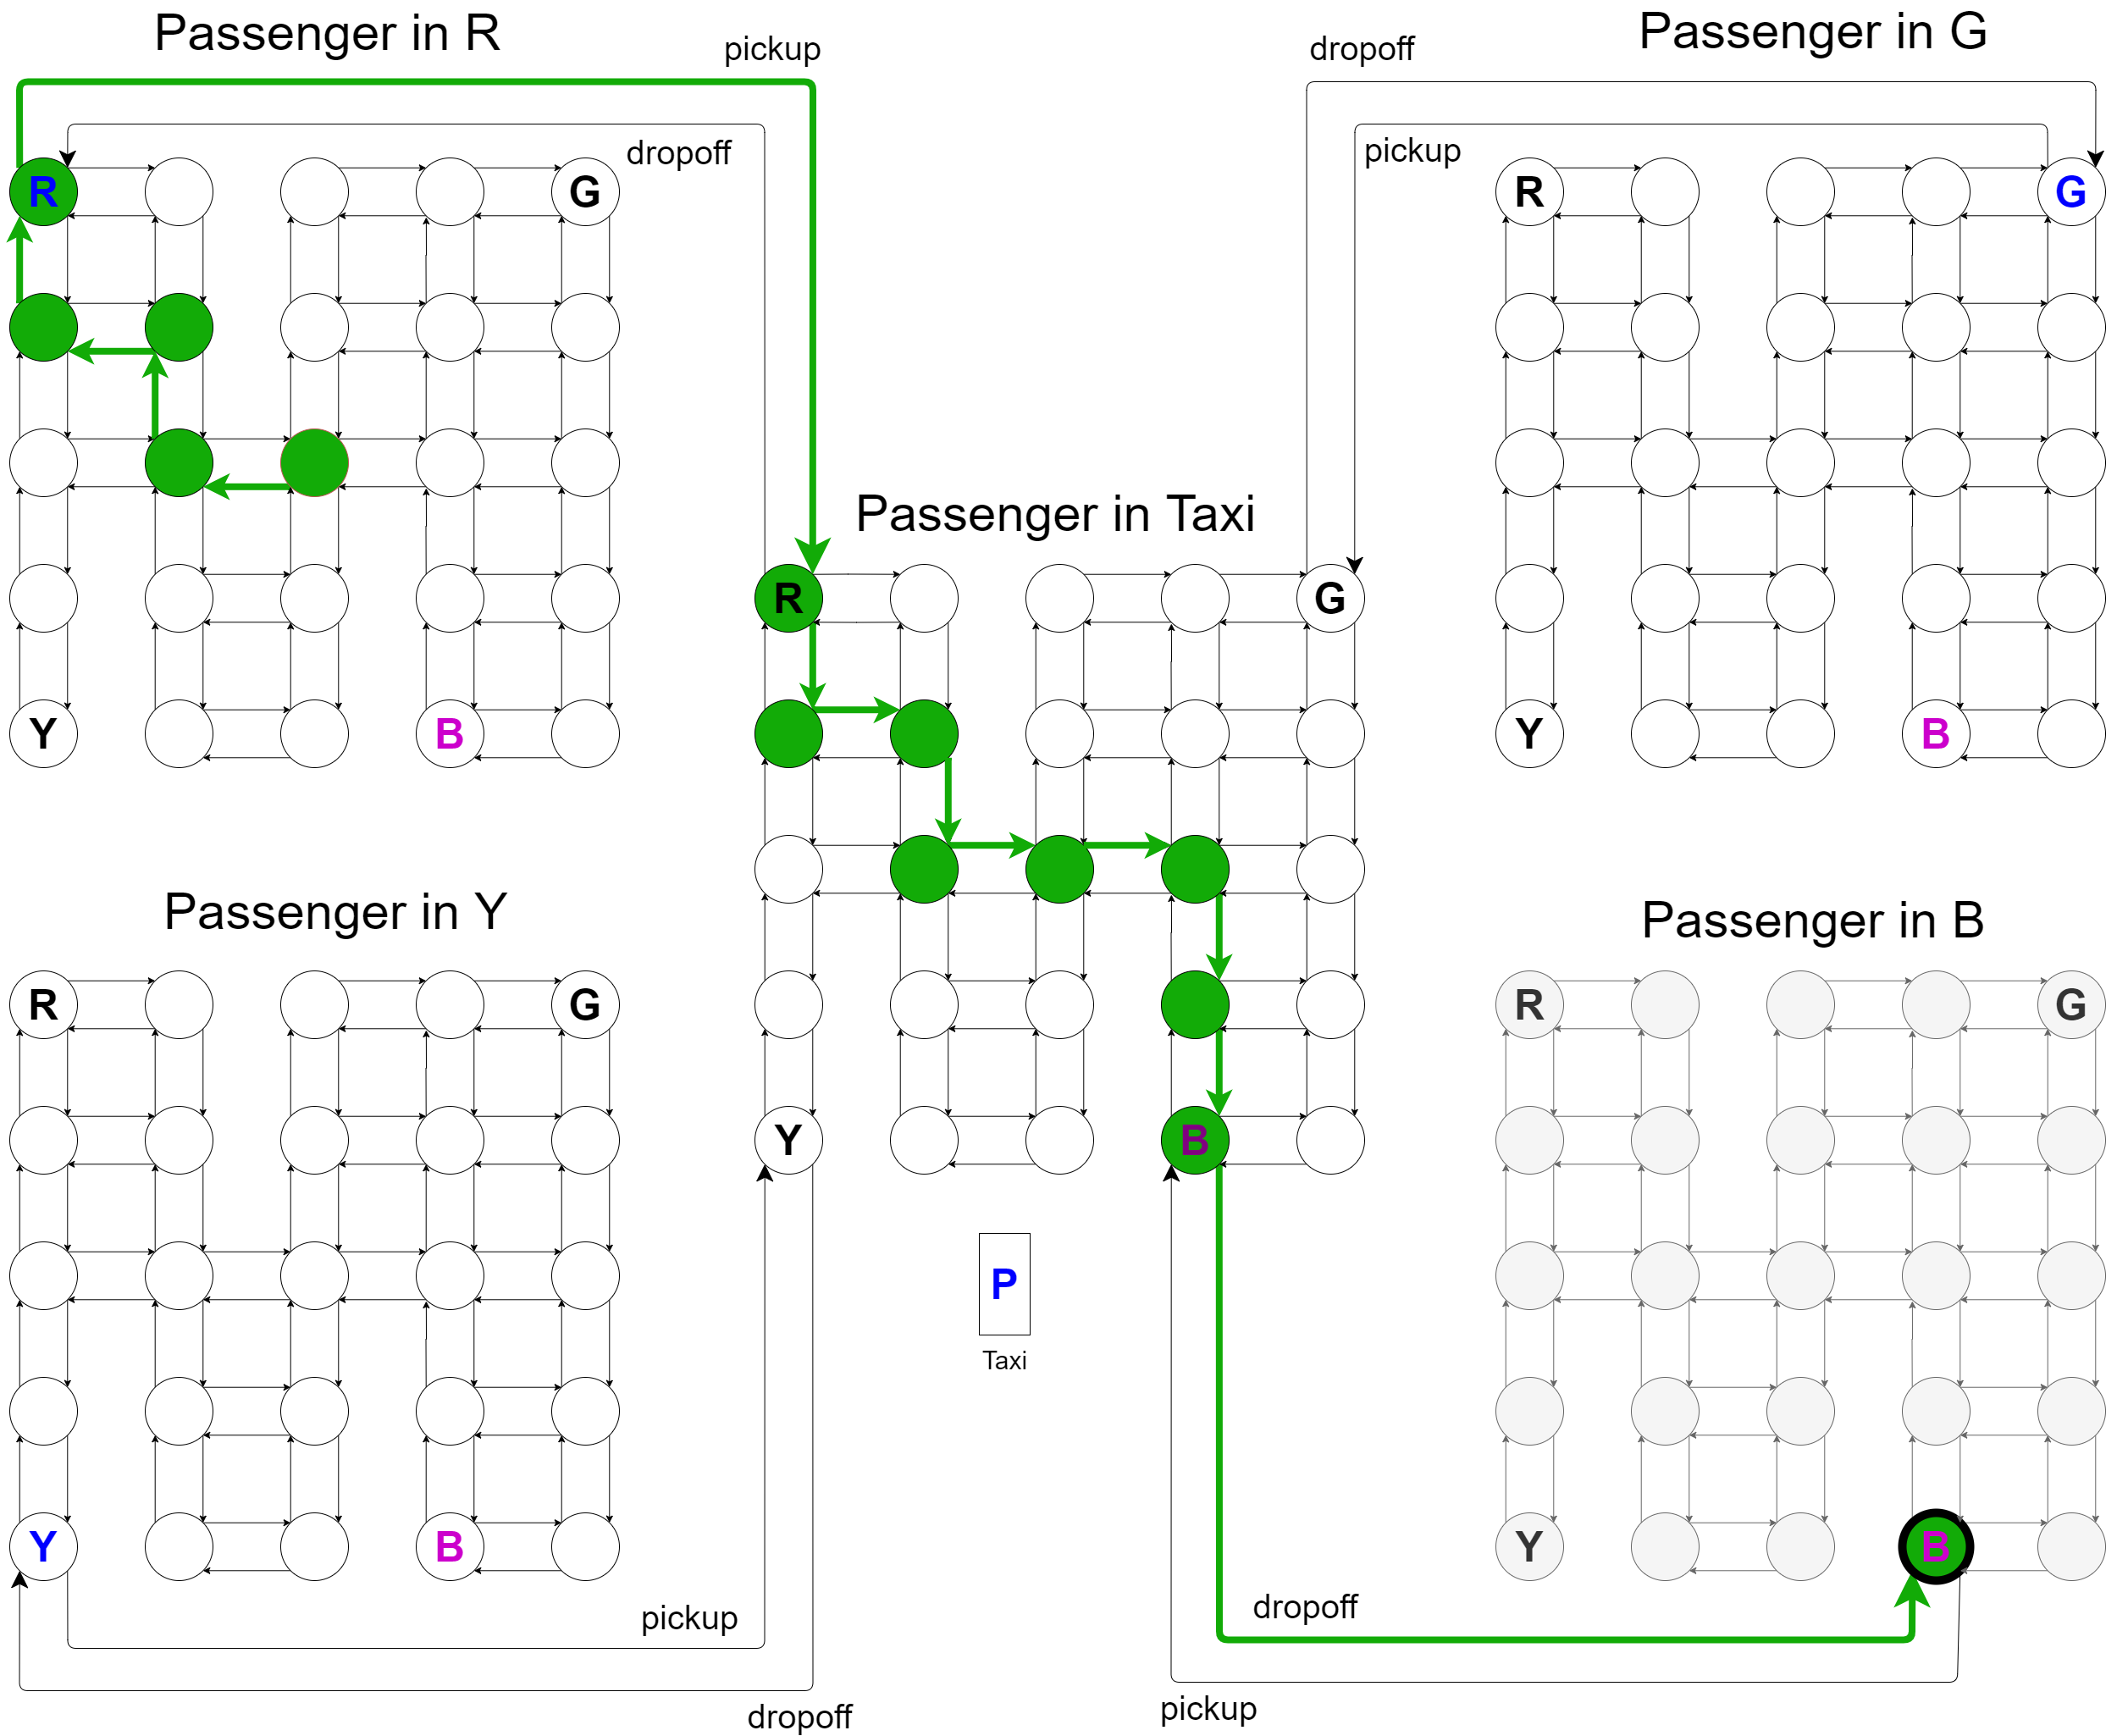 Passenger in R
pickup
dropoff
Passenger in G
dropoff
pickup
R
G
R
G
Passenger in Taxi
R
G
Y
B
Y
B
Passenger in Y
Passenger in B
R
G
R
G
Y
B
P
Taxi
Y
B
Y
B
pickup
dropoff
dropoff
pickup